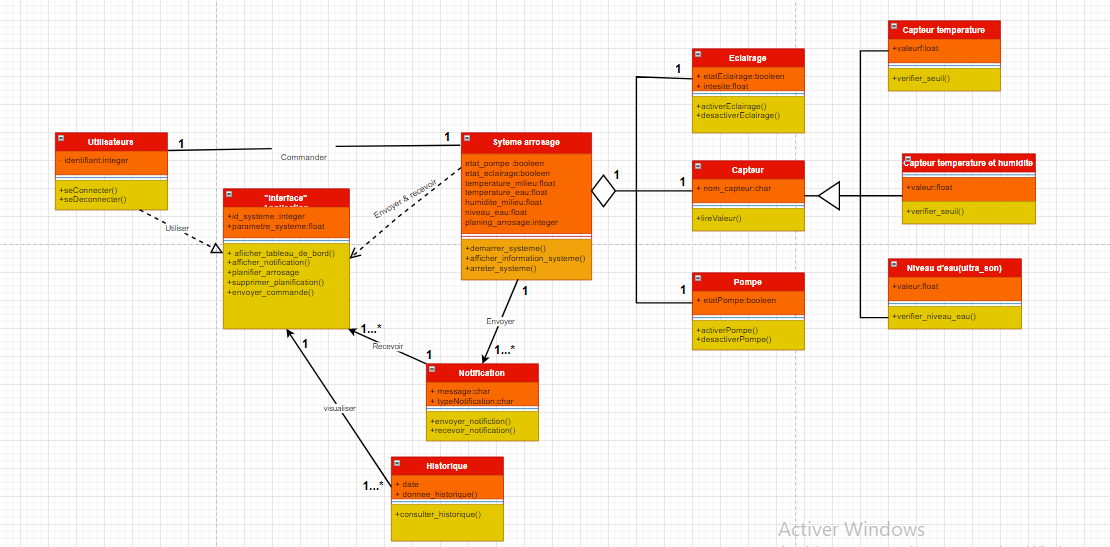 Utilisateurs
- identifiant:integer
+seConnecter()
+seDeconnecter()
1
Commander
1
Utiliser
"Interface"
+id_systeme :integer
+parametre_systeme:float
+ afiicher_tableau_de_bord()
+afficher_notification()
+planifier_arrosage
+supprimer_planification()
+envoyer_commande()
Envoyer & recevoir
Syteme arrosage
etat_pompe :booleen
etat_eclairage:booleen
temperature_milieu:float
temperature_eau:float
humidite_milieu:float
niveau_eau:float
planing_arrosage:integer
+demarrer_systeme()
+afficher_information_systeme()
+arreter_systeme()
1
Envoyer
1...*
1...*
Recevoir
1
Notification
+ message:char
+ typeNotification:char
+envoyer_notifiction()
+recevoir_notification()
1
visualiser
1...*
Historique
+ date
+ donnee_historique()
+consulter_historique()
1
1
Eclairage
+ etatEclairage:booleen
+ intesite:float
+activerEclairage()
+desactiverEclairage()
1
Capteur
+ nom_capteur:char
+lireValeur()
1
Pompe
+ etatPompe:booleen
+activerPompe()
+desactiverPompe()
Capteur temperature
+valeurf:loat
+verifier_seuil()
Capteur temperature et humidite
+valeur:float
+verifier_seuil()
Niveau d'eau(ultra_son)
+valeur:float
+verifier_niveau_eau()
Activer Windows